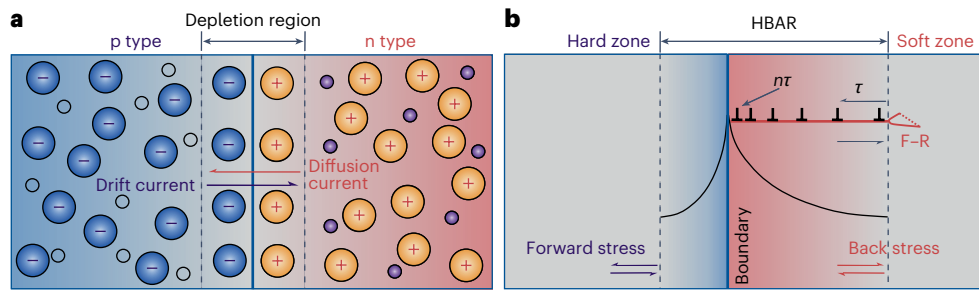 a
Depletion region
p type
n type
Drift current
Diffusion
current
b
HBAR
Hard zone
Soft zone
nτ
τ
F–R
Forward stress
Boundary
Back stress